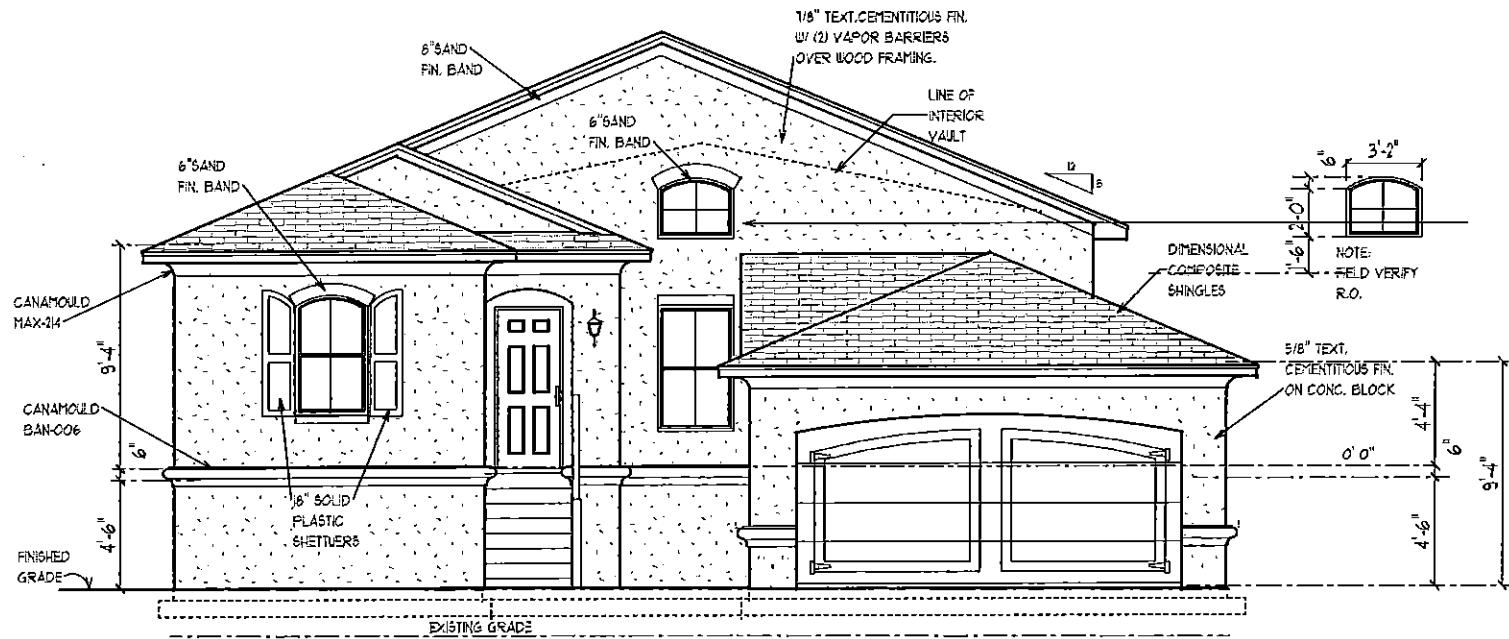 8" SAND
FIN. BAND
7/8" TEXT.CEMENTITIOUS FIN.
W/ (2) VAPOR BARRIERS
OVER WOOD FRAMING.
LINE OF
INTERIOR
VAULT
6" SAND
FIN. BAND
6" SAND
FIN. BAND
12
5
3'-2"
6"
2'-0"
1'-6"
NOTE:
FIELD VERIFY
R.O.
DIMENSIONAL
COMPOSITE
SHINGLES
CANAMOULD
MAX-214
9'-4"
5/8" TEXT.
CEMENTITIOUS FIN.
ON CONC. BLOCK
CANAMOULD
BAN-006
6"
4'-4"
0' 0"
6"
9'-4"
18" SOLID
PLASTIC
SHETTUERS
4'-6"
4'-6"
FINISHED
GRADE
EXISTING GRADE